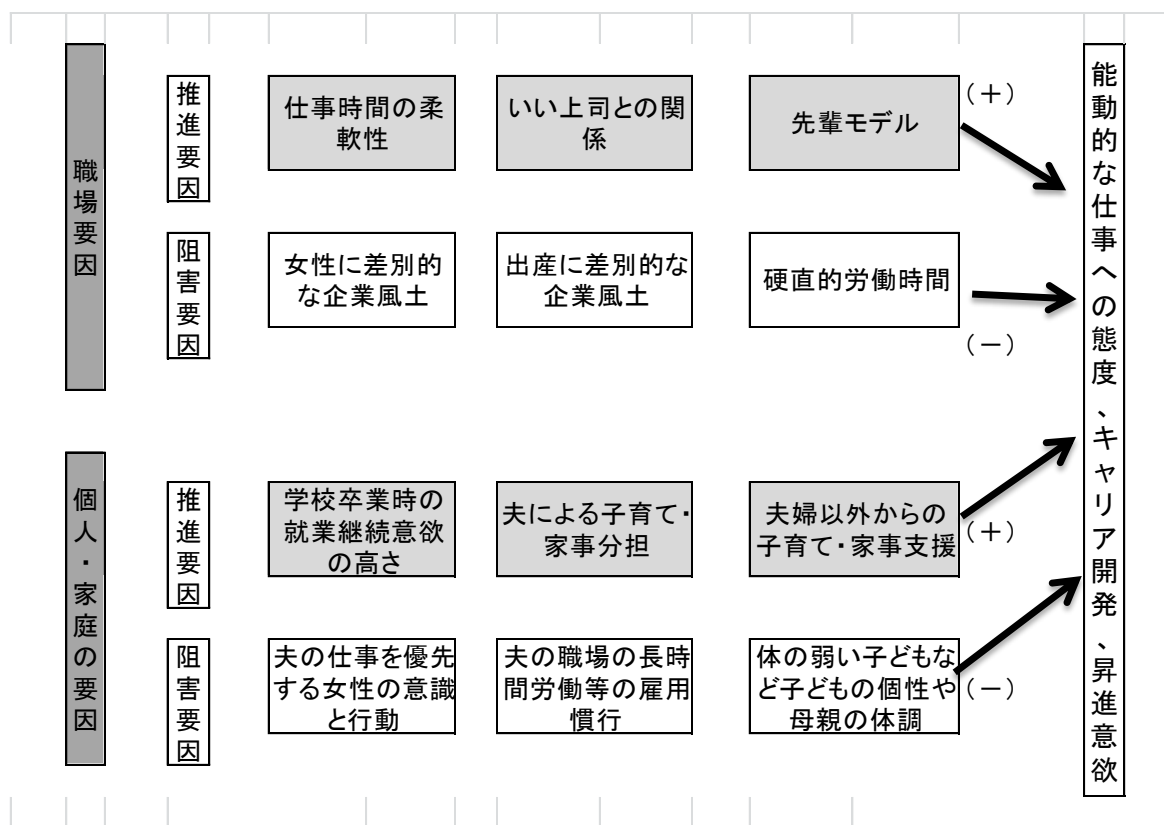 職場要因
推進要因
仕事時間の柔
軟性
いい上司との関
係
先輩モデル
(+)
阻害要因
女性に差別的
な企業風土
出産に差別的な
企業風土
硬直的労働時間
(-)
個人・家庭の要因
推進要因
学校卒業時の
就業継続意欲
の高さ
夫による子育て・
家事分担
夫婦以外からの
子育て・家事支援
(+)
阻害要因
夫の仕事を優先
する女性の意識
と行動
夫の職場の長時
間労働等の雇用
慣行
体の弱い子どもな
ど子どもの個性や
母親の体調
(-)
能動的な仕事への態度、キャリア開発、昇進意欲